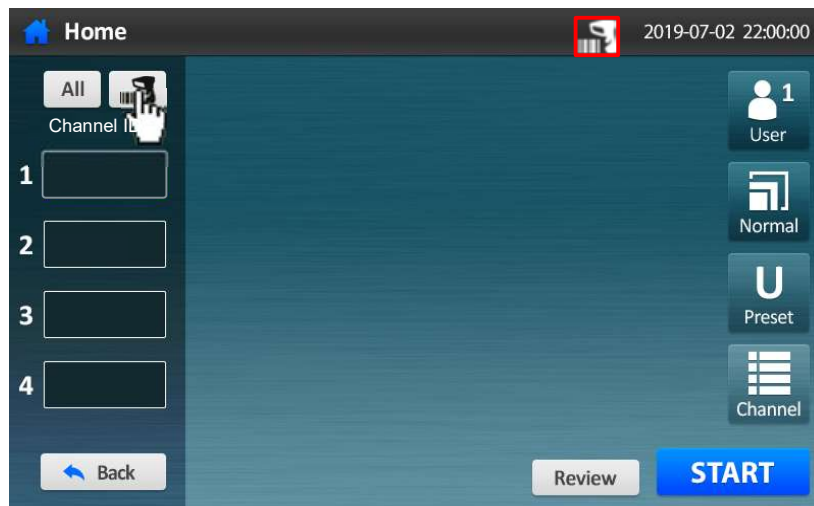 Home
2019-07-02 22:00:00
All
Channel
1
2
3
4
Back
1
User
Normal
U
Preset
Channel
Review
START